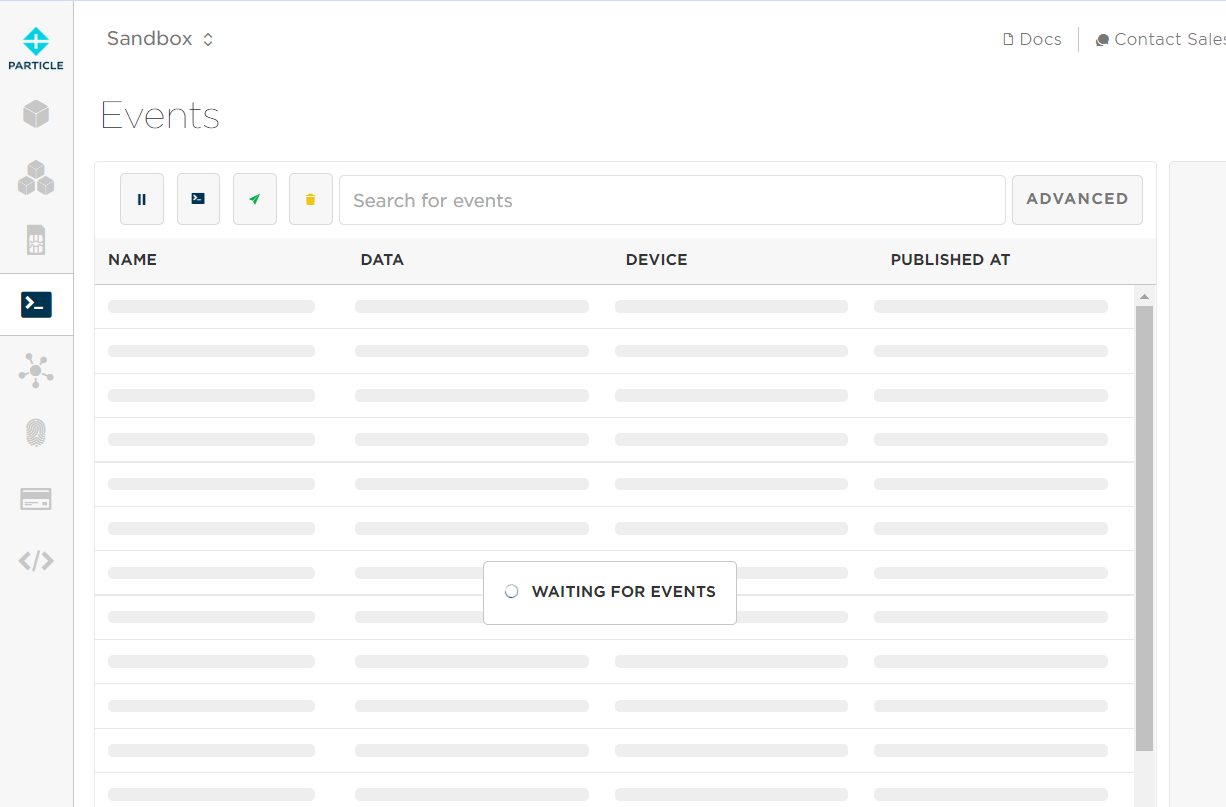 PARTICLE
Sandbox
Docs
Contact Sales
Events
Search for events
ADVANCED
NAME DATA DEVICE PUBLISHED AT
WAITING FOR EVENTS